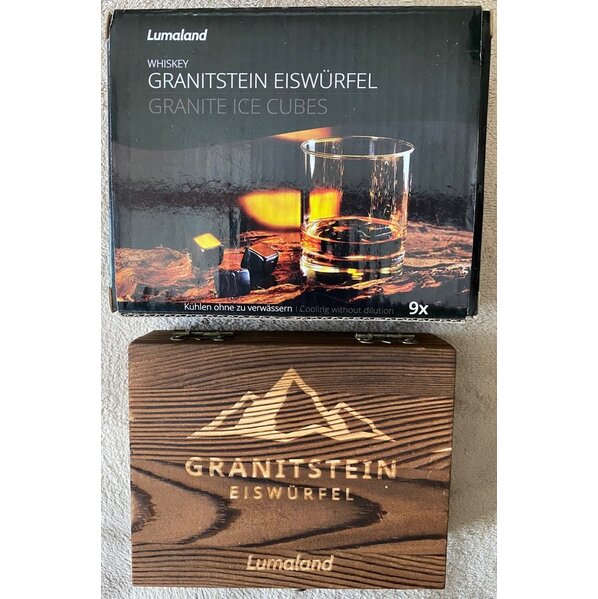 Lumaland
WHISKEY
GRANITSTEIN EISWÜRFEL
GRANITE ICE CUBES
Kühlen ohne zu verwässern | Cooling without dilution
9x
GRANITSTEIN
EISWÜRFEL
Lumaland